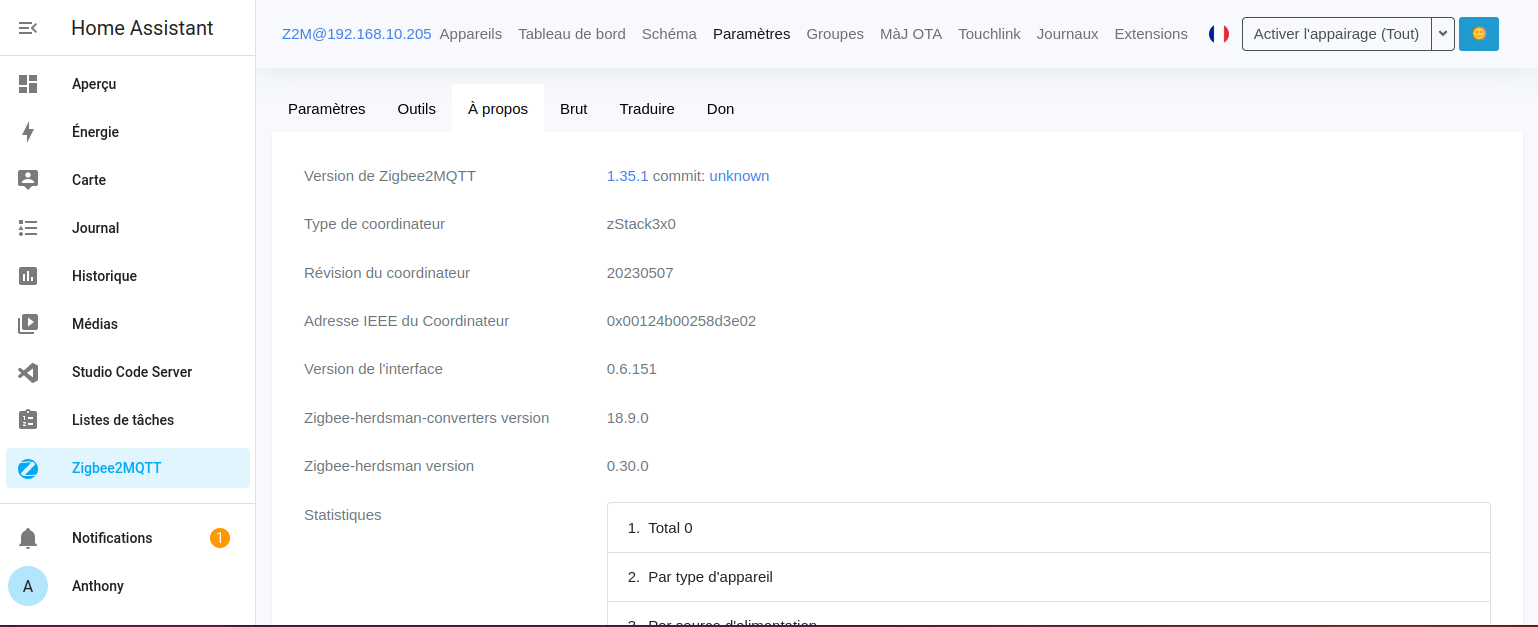 Home Assistant
Aperçu
Énergie
Carte
Journal
Historique
Médias
Studio Code Server
Listes de tâches
Zigbee2MQTT
Notifications 1
A Anthony
Z2M@192.168.10.205 Appareils Tableau de bord Schéma Paramètres Groupes MàJ OTA Touchlink Journaux Extensions Activer l'appairage (Tout)
Paramètres Outils À propos Brut Traduire Don
Version de Zigbee2MQTT 1.35.1 commit: unknown
Type de coordinateur zStack3x0
Révision du coordinateur 20230507
Adresse IEEE du Coordinateur 0x00124b00258d3e02
Version de l'interface 0.6.151
Zigbee-herdsman-converters version 18.9.0
Zigbee-herdsman version 0.30.0
Statistiques
1. Total 0
2. Par type d'appareil
3. Par source d'alimentation